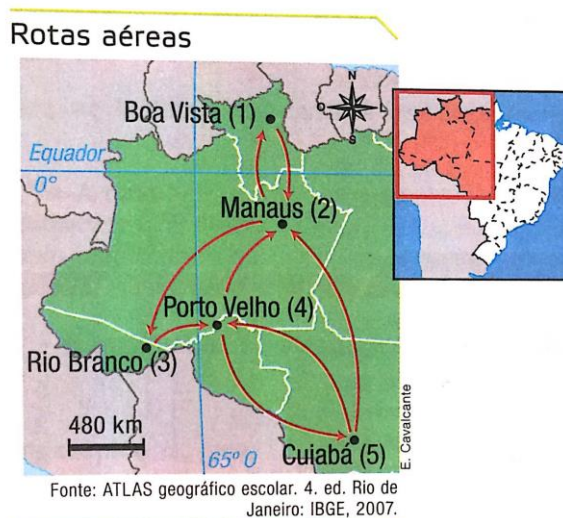 Rotas aéreas
N
O
L
S
Boa Vista (1)
Equador
0°
Manaus (2)
Porto Velho (4)
Rio Branco (3)
480 km
65º O
Cuiabá (5)
E. Cavalcante
Fonte: ATLAS geográfico escolar. 4. ed. Rio de
Janeiro: IBGE, 2007.